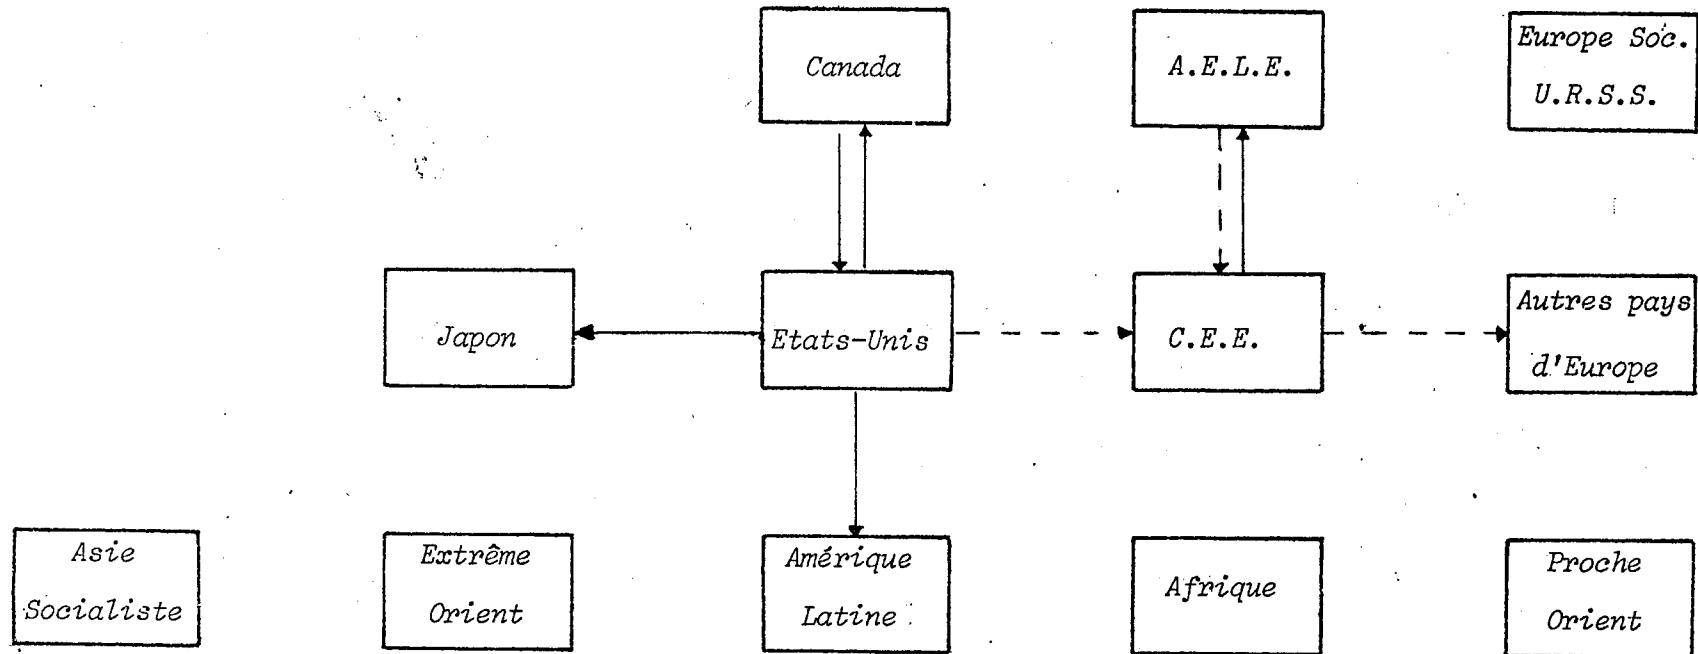 Canada
A.E.L.E.
Europe Soc.
U.R.S.S.
Japon
Etats-Unis
C.E.E.
Autres pays
d'Europe
Asie
Socialiste
Extrême
Orient
Amérique
Latine
Afrique
Proche
Orient